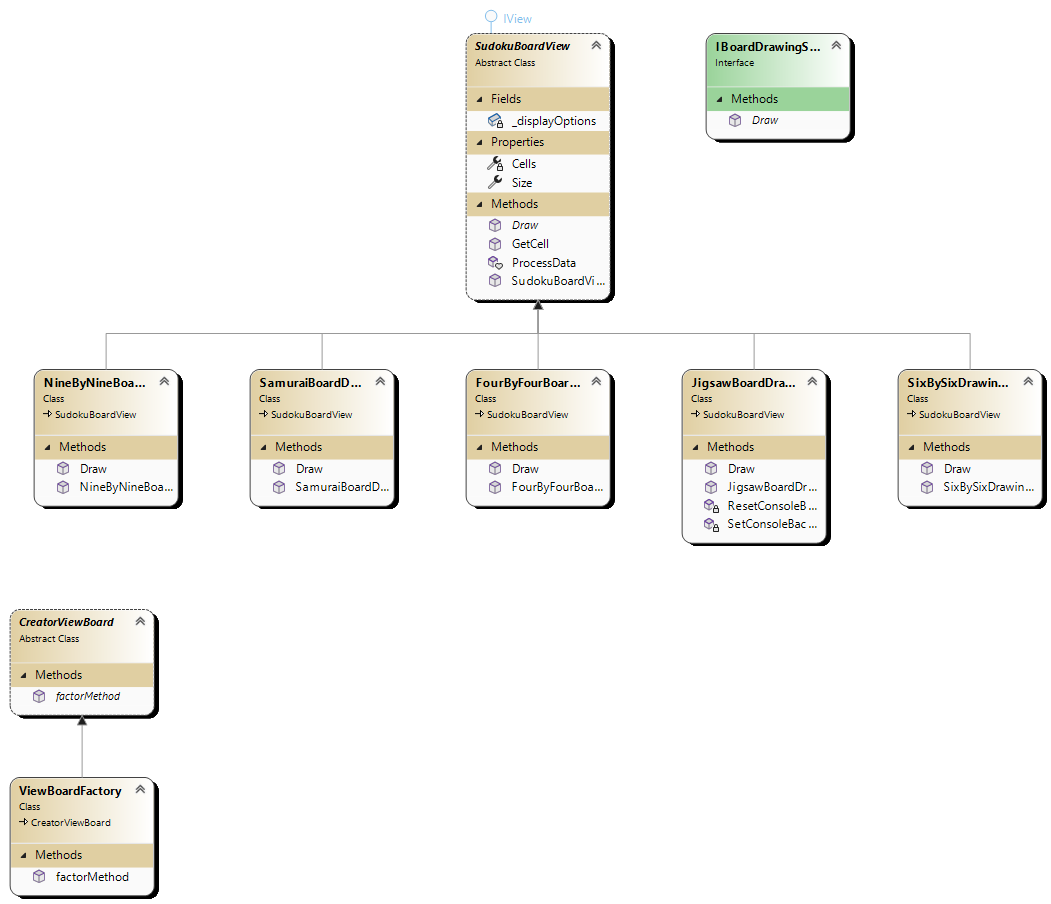 IView
SudokuBoardView
Abstract Class
Fields
_displayOptions
Properties
Cells
Size
Methods
Draw
GetCell
ProcessData
SudokuBoardVi...
IBoardDrawingS...
Interface
Methods
Draw
NineByNineBoa...
Class
SudokuBoardView
Methods
Draw
NineByNineBoa...
SamuraiBoardD...
Class
SudokuBoardView
Methods
Draw
SamuraiBoardD...
FourByFourBoar...
Class
SudokuBoardView
Methods
Draw
FourByFourBoa...
JigsawBoardDra...
Class
SudokuBoardView
Methods
Draw
JigsawBoardDr...
ResetConsoleB...
SetConsoleBac...
SixBySixDrawin...
Class
SudokuBoardView
Methods
Draw
SixBySixDrawin...
CreatorViewBoard
Abstract Class
Methods
factorMethod
ViewBoardFactory
Class
CreatorViewBoard
Methods
factorMethod